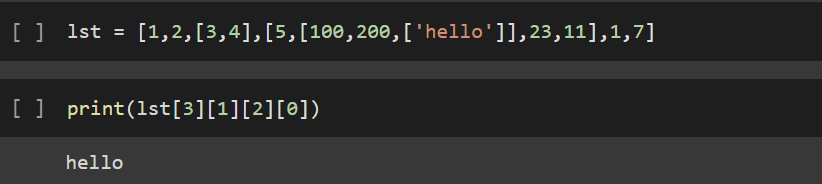 [ ] lst = [1,2,[3,4],[5,[100,200,['hello']],23,11],1,7]
[ ] print(lst[3][1][2][0])
hello